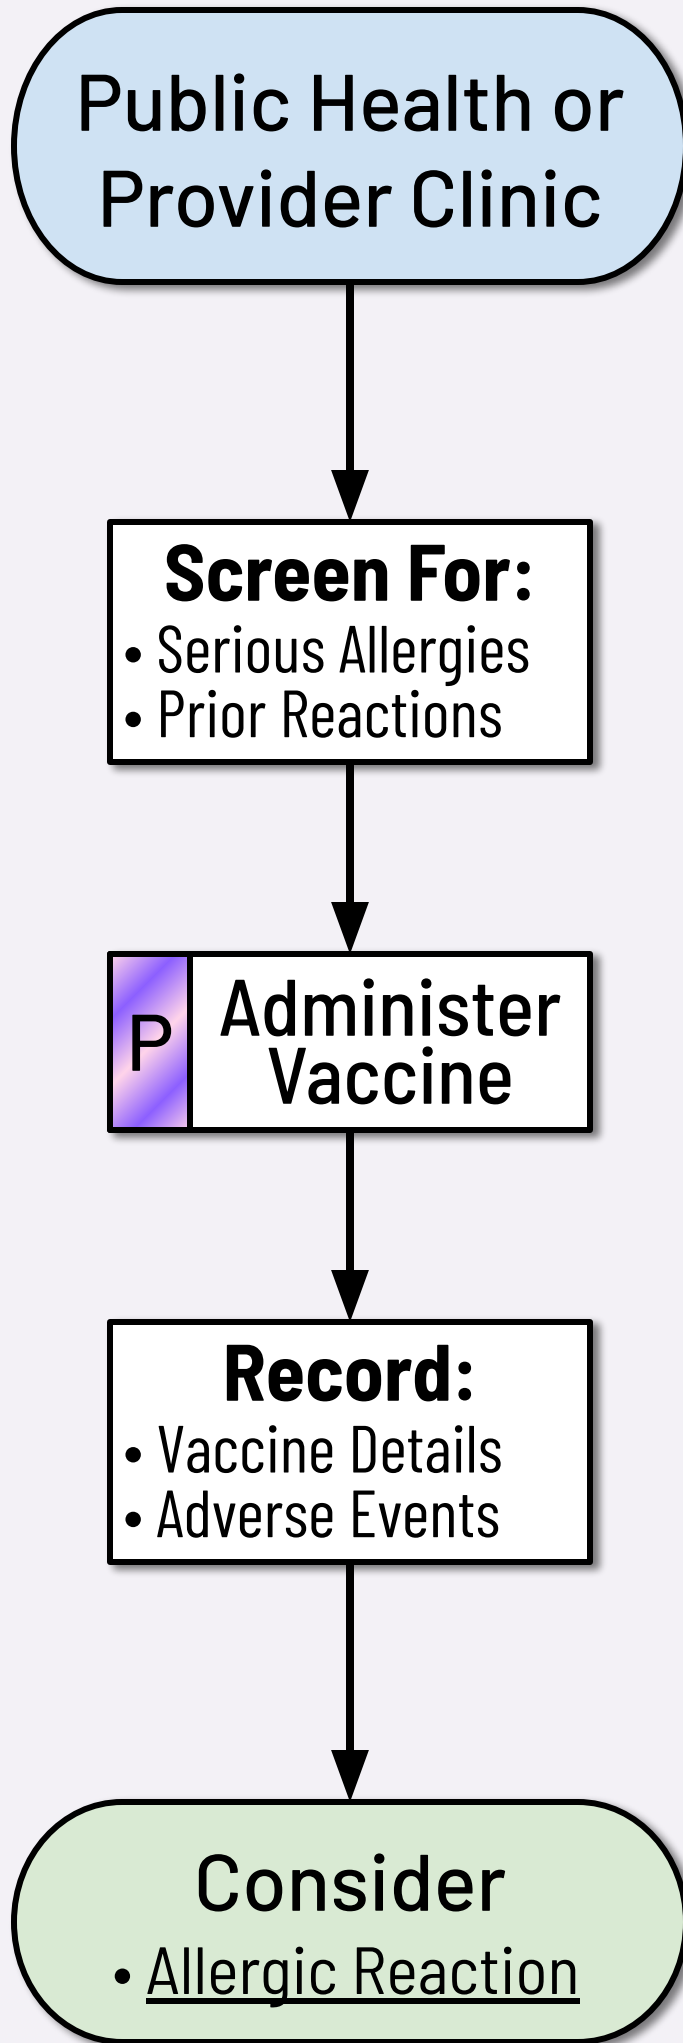 Public Health or
Provider Clinic
Screen For:
• Serious Allergies
• Prior Reactions
P
Administer
Vaccine
Record:
• Vaccine Details
• Adverse Events
Consider
• Allergic Reaction